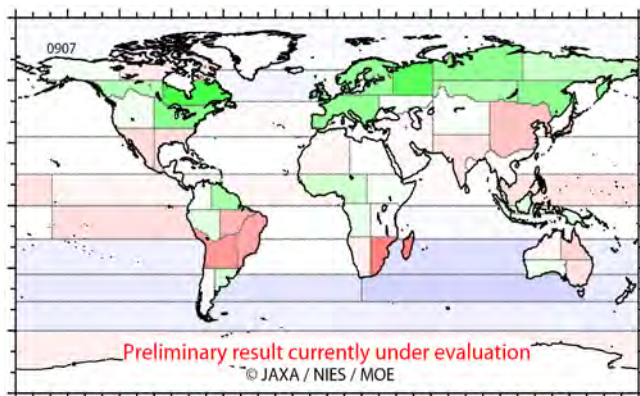 0907
Preliminary result currently under evaluation
© JAXA / NIES / MOE